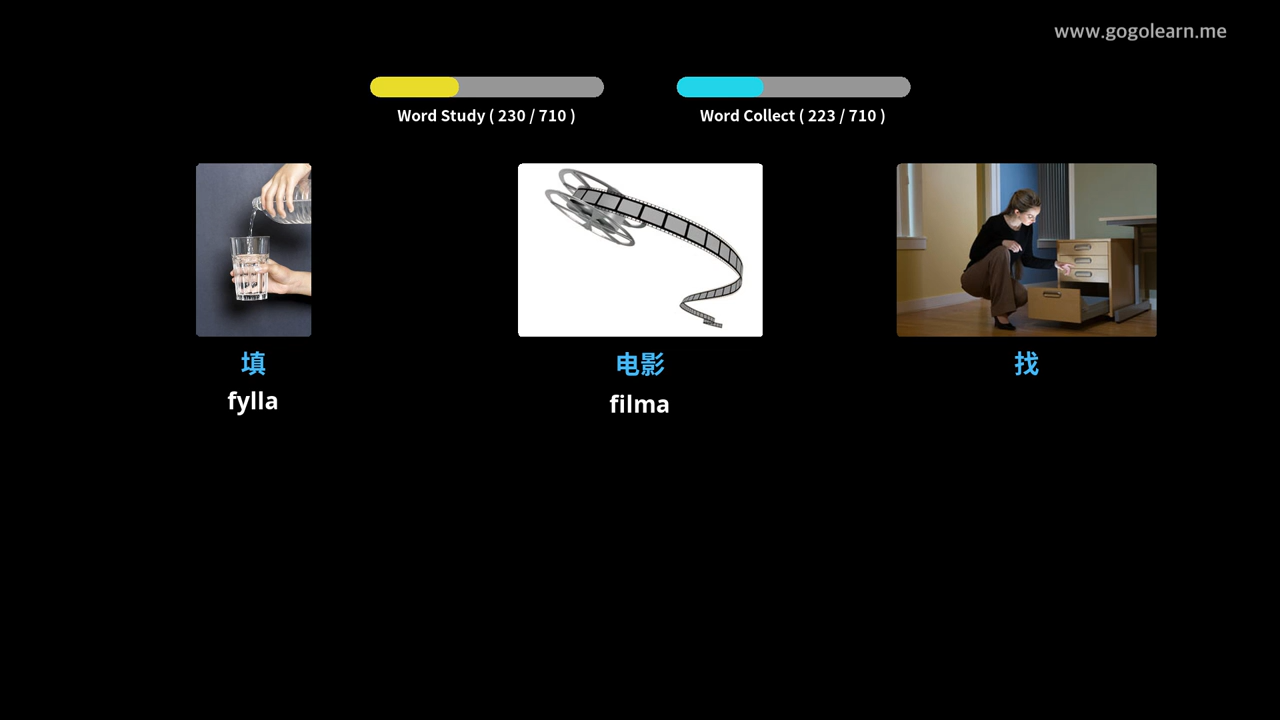 www.gogolearn.me
Word Study ( 230 / 710 )
Word Collect ( 223 / 710 )
填
电影
找
fylla
filma